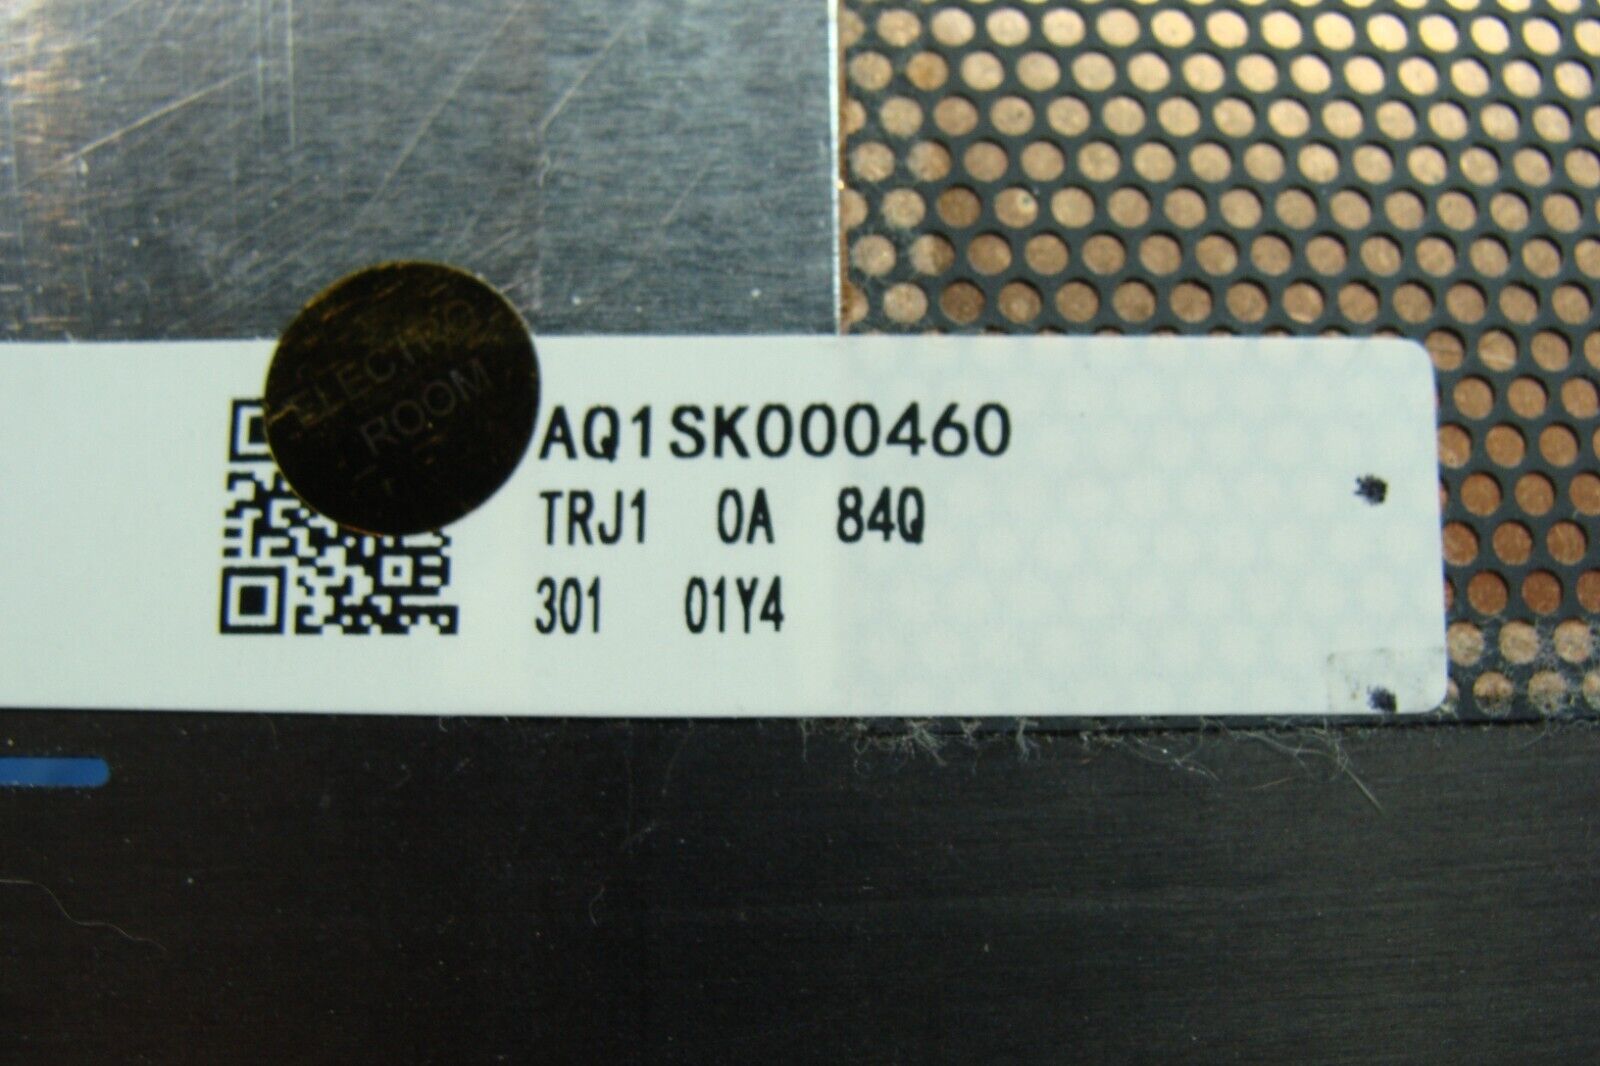 ELECTRO
ROOM
AQ1SK000460
TRJ1 0A 84Q
301 01Y4